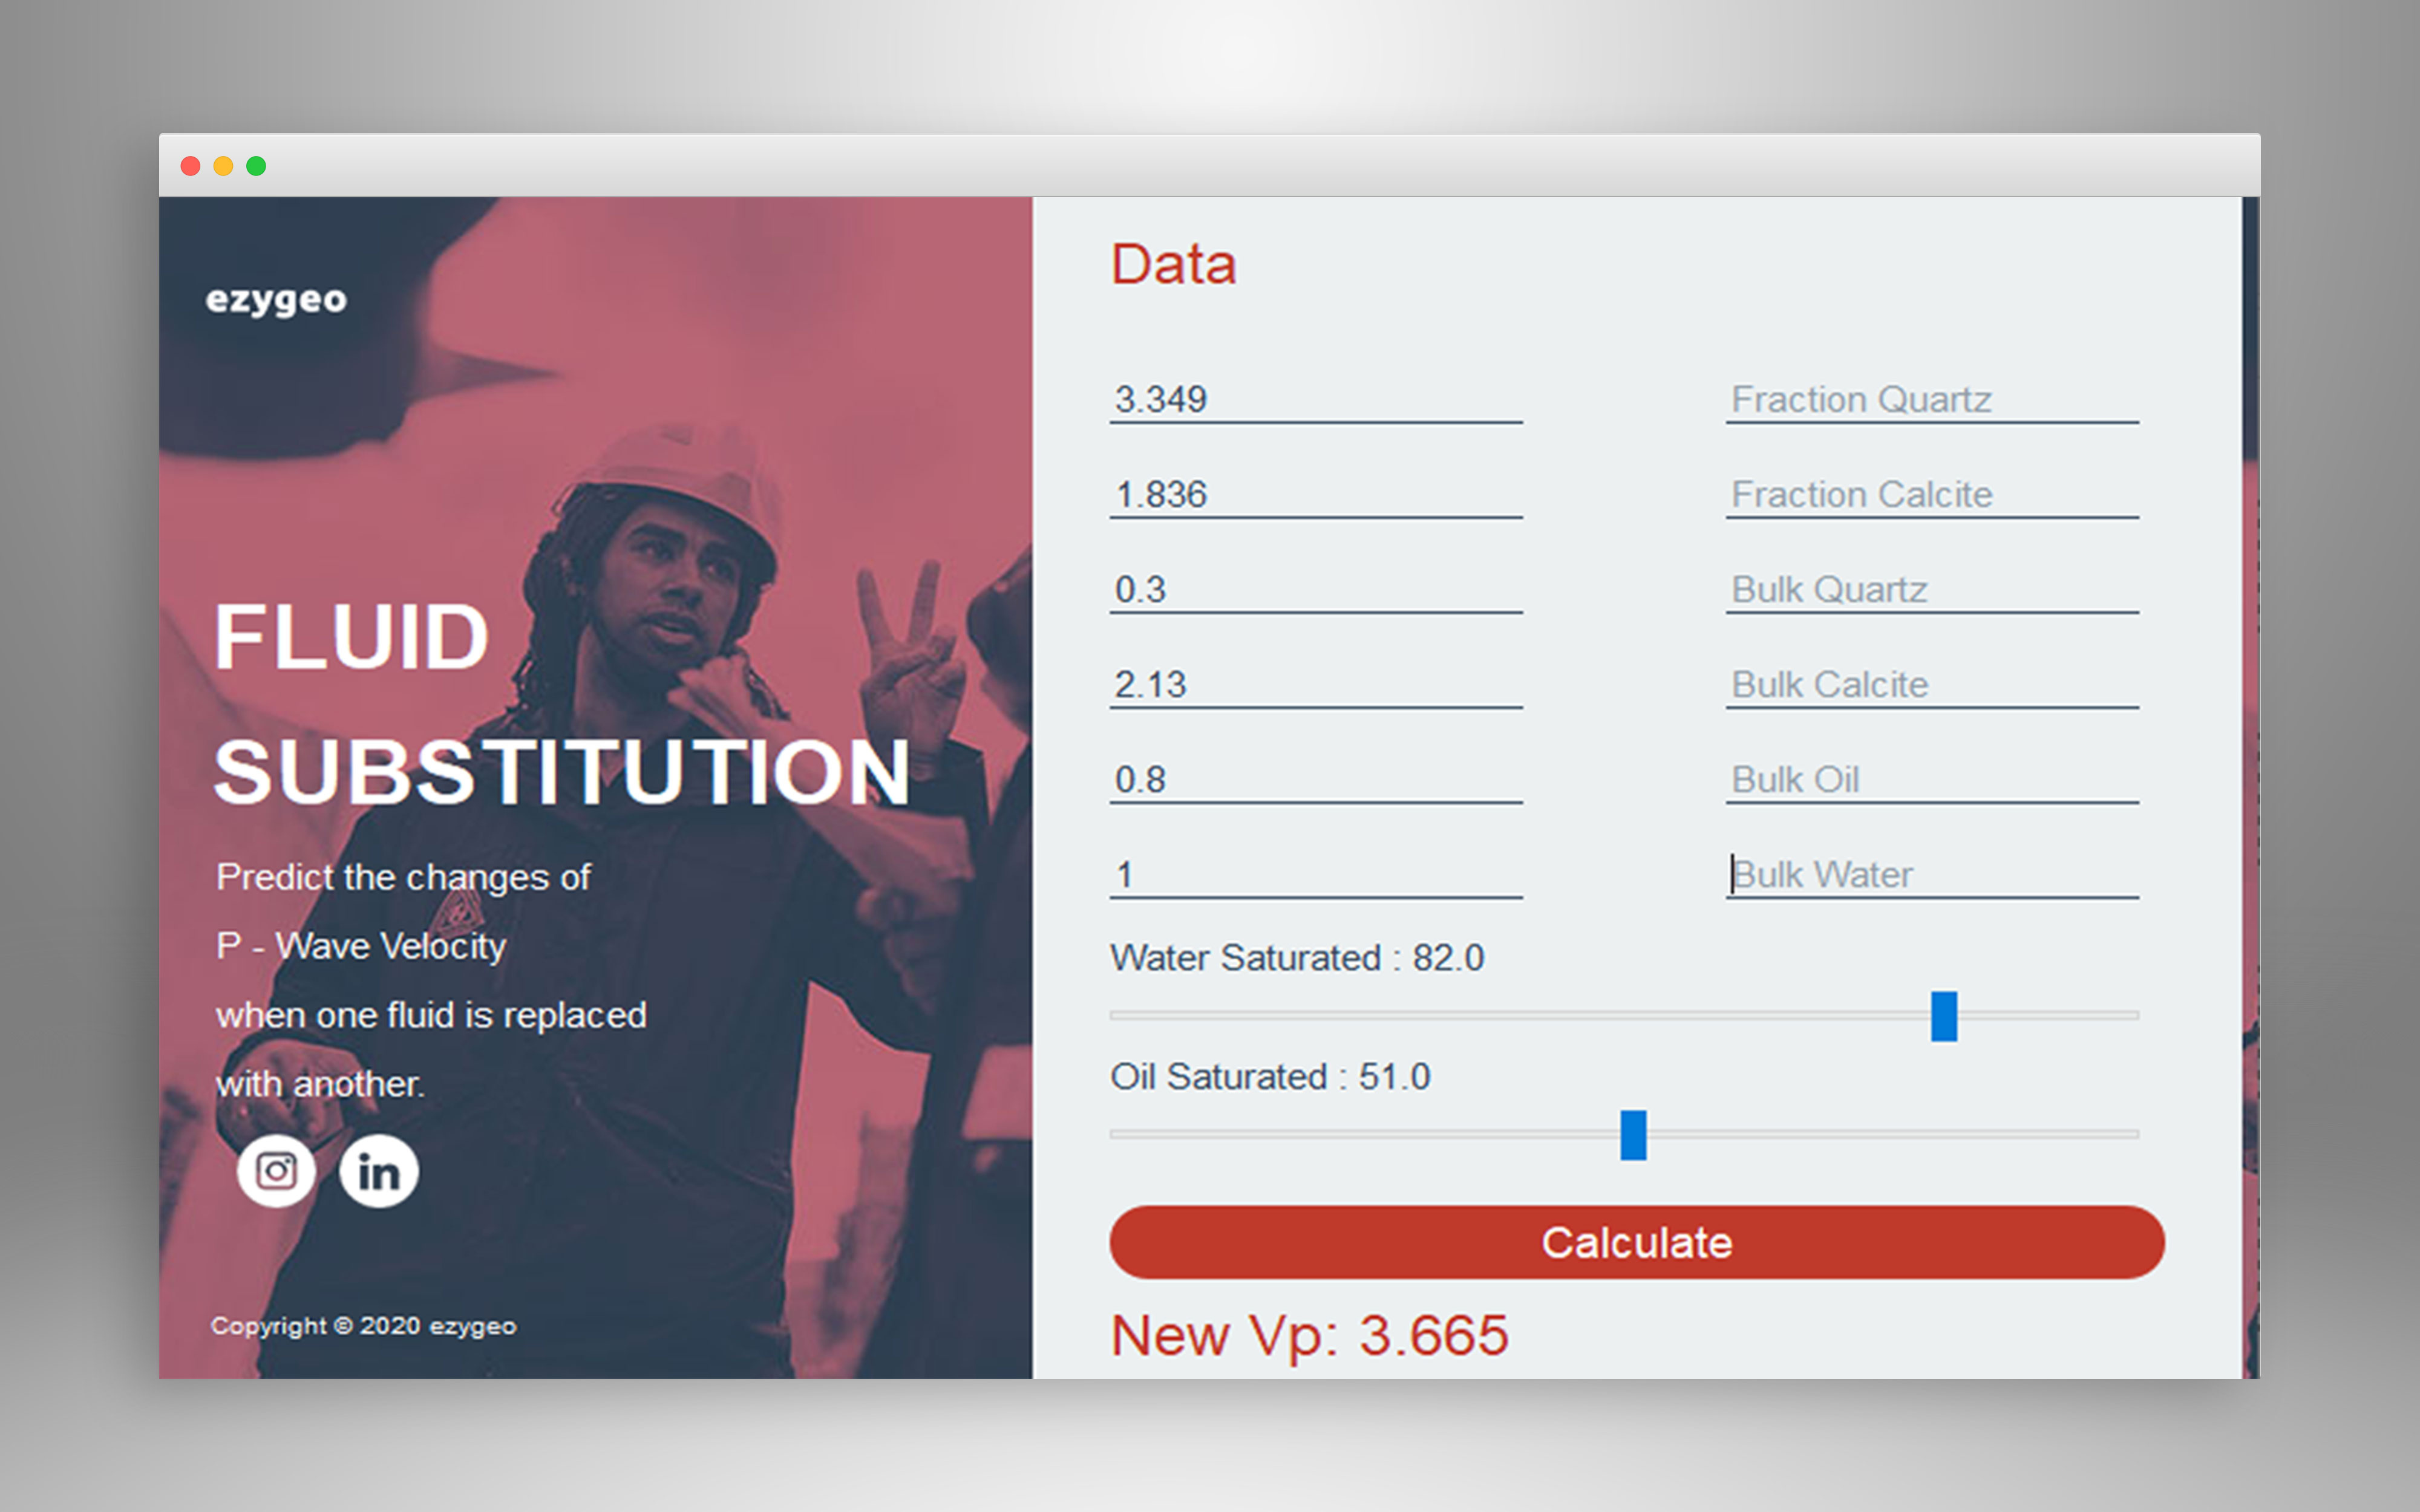 ezygeo
FLUID
SUBSTITUTION
Predict the changes of
P - Wave Velocity
when one fluid is replaced
with another.
in
Copyright © 2020 ezygeo
Data
3.349
Fraction Quartz
1.836
Fraction Calcite
0.3
Bulk Quartz
2.13
Bulk Calcite
0.8
Bulk Oil
1
Bulk Water
Water Saturated : 82.0
Oil Saturated : 51.0
Calculate
New Vp: 3.665